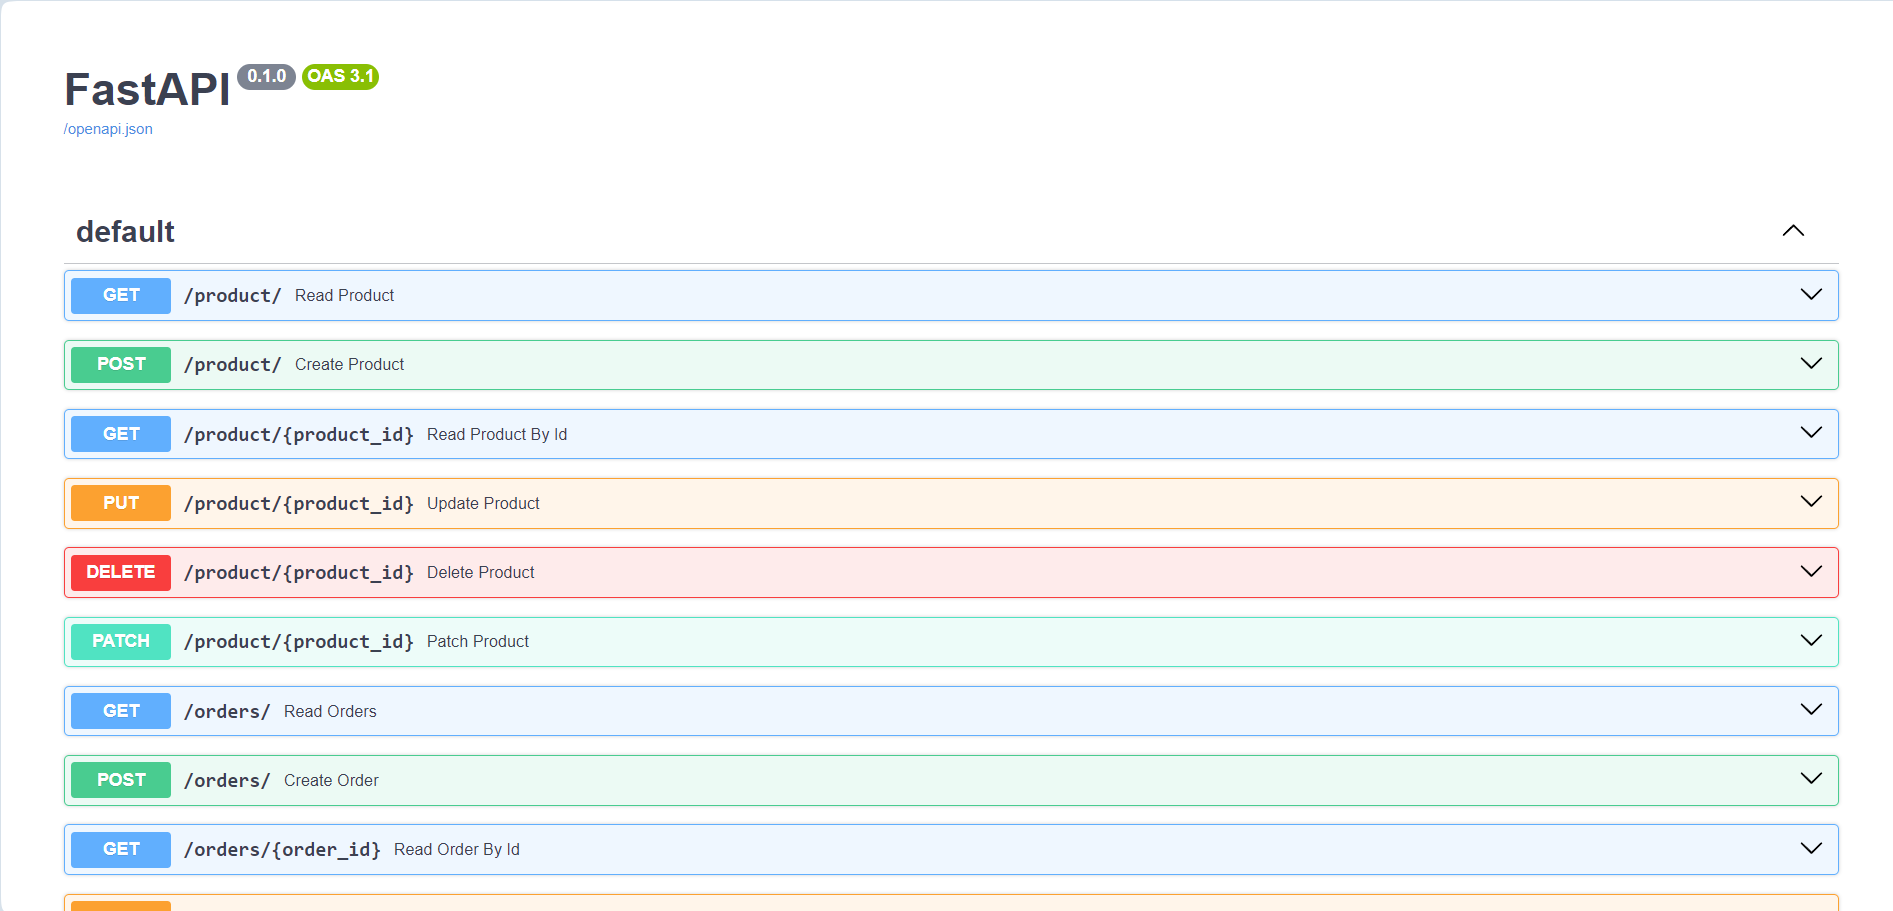 FastAPI 0.1.0 OAS 3.1
/openapi.json
default
GET /product/ Read Product
POST /product/ Create Product
GET /product/{product_id} Read Product By Id
PUT /product/{product_id} Update Product
DELETE /product/{product_id} Delete Product
PATCH /product/{product_id} Patch Product
GET /orders/ Read Orders
POST /orders/ Create Order
GET /orders/{order_id} Read Order By Id